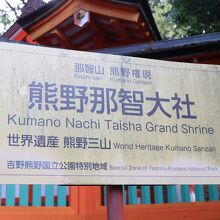 那智山 熊野権現
Nachi-san Kumano Gongen
熊野那智大社
Kumano Nachi Taisha Grand Shrine
世界遺産 熊野三山 World Heritage Kumano Sanzan
吉野熊野国立公園特別地域 Special Zone of Yoshino-Kumano National Park